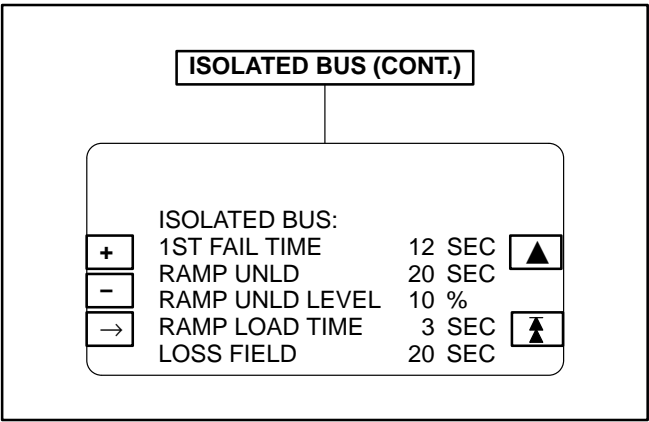 ISOLATED BUS (CONT.)
ISOLATED BUS:
+ 1ST FAIL TIME 12 SEC ▲
RAMP UNLD 20 SEC
– RAMP UNLD LEVEL 10 %
→ RAMP LOAD TIME 3 SEC
LOSS FIELD 20 SEC